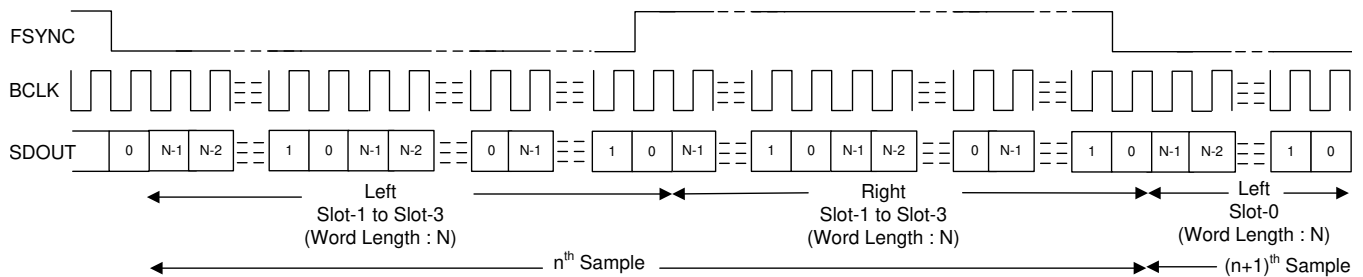 FSYNC
BCLK
SDOUT 0 N-1 N-2 1 0 N-1 N-2 0 N-1 1 0 N-1 1 0 N-1 N-2 0 N-1 1 0 N-1 N-2 1 0
Left Right Left
Slot-1 to Slot-3 Slot-1 to Slot-3 Slot-0
(Word Length : N) (Word Length : N) (Word Length : N)
nth Sample (n+1)th Sample